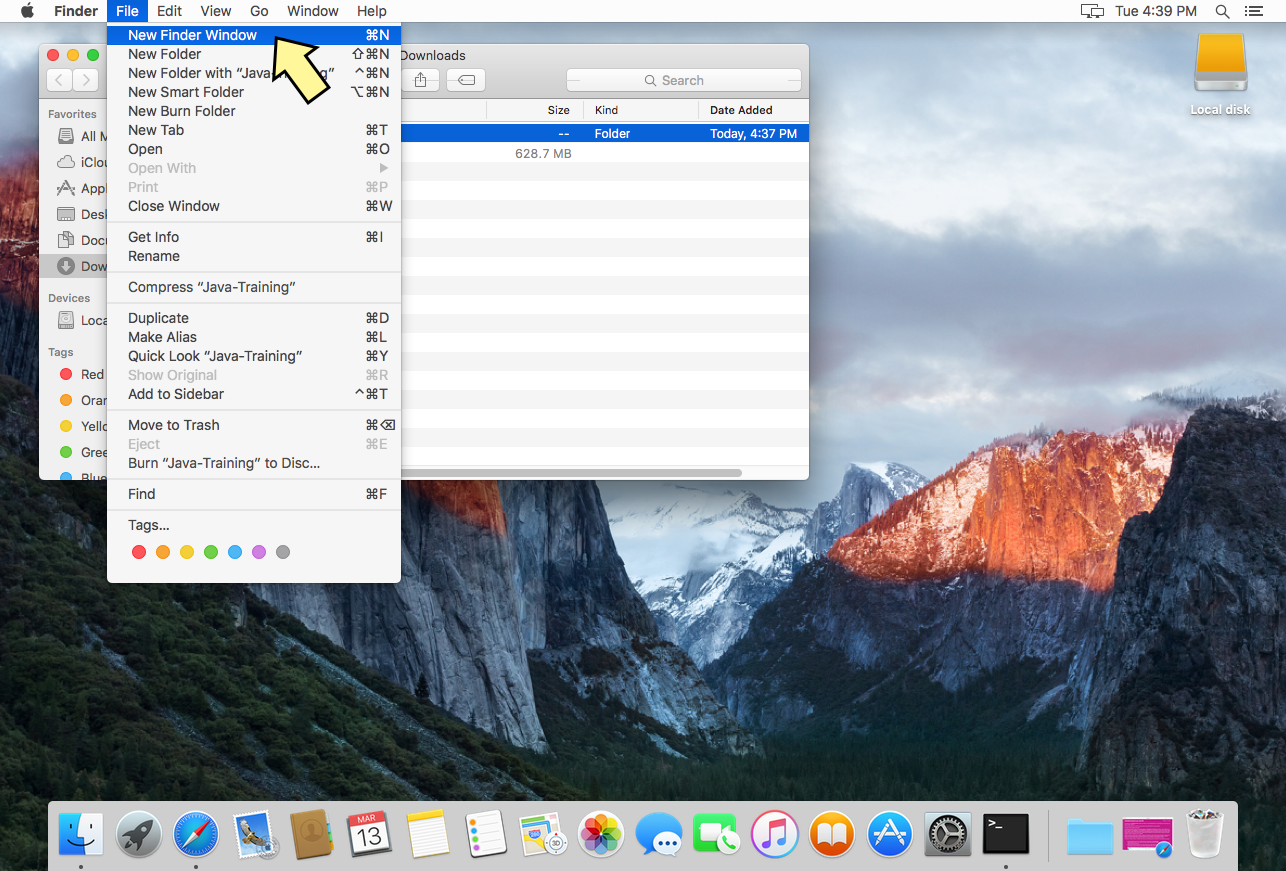 Finder File Edit View Go Window Help Tue 4:39 PM
New Finder Window ⌘N
New Folder ⇧⌘N
New Folder with “Java-Training” ^⌘N
New Smart Folder ⌥⌘N
New Burn Folder
New Tab ⌘T
Open ⌘O
Open With ▶
Print ⌘P
Close Window ⌘W
Get Info ⌘I
Rename
Compress “Java-Training”
Duplicate ⌘D
Make Alias ⌘L
Quick Look “Java-Training” ⌘Y
Show Original ⌘R
Add to Sidebar ^⌘T
Move to Trash ⌘⌫
Eject ⌘E
Burn “Java-Training” to Disc...
Find ⌘F
Tags...
Downloads
Search
Favorites
All M
iClou
Appl
Desk
Docu
Dow
Devices
Loca
Tags
Red
Oran
Yello
Gree
Blue
Size Kind Date Added
-- Folder Today, 4:37 PM
628.7 MB
Local disk
MAR
13
280
3D
>_